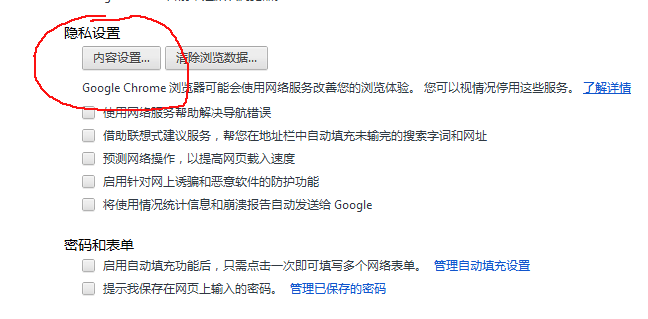 隐私设置
内容设置... 清除浏览数据...
Google Chrome 浏览器可能会使用网络服务改善您的浏览体验。 您可以视情况停用这些服务。 了解详情
使用网络服务帮助解决导航错误
借助联想式建议服务，帮您在地址栏中自动填充未输完的搜索字词和网址
预测网络操作，以提高网页载入速度
启用针对网上诱骗和恶意软件的防护功能
将使用情况统计信息和崩溃报告自动发送给 Google
密码和表单
启用自动填充功能后，只需点击一次即可填写多个网络表单。 管理自动填充设置
提示我保存在网页上输入的密码。 管理已保存的密码